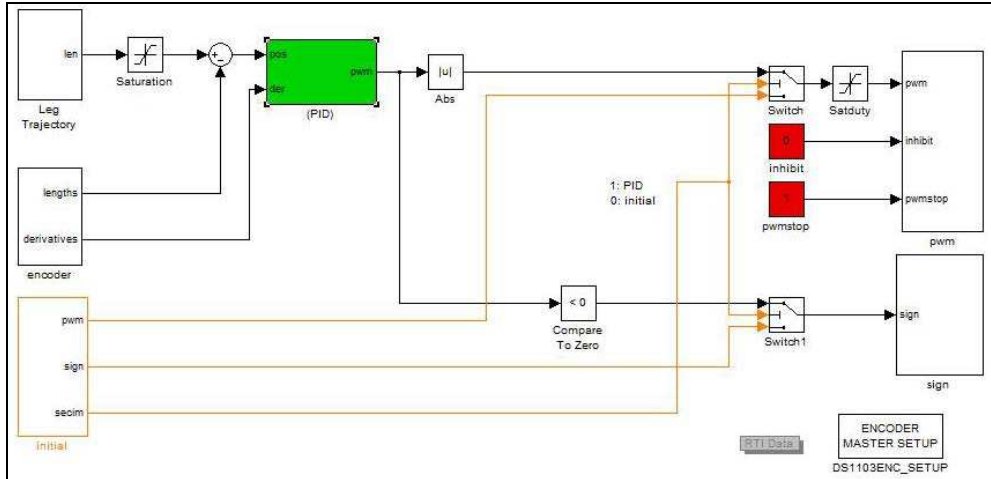 len
Leg
Trajectory
Saturation
+
-
pos
der
pwm
(PID)
|u|
Abs
Switch
Satduty
pwm
inhibit
pwmstop
pwm
0
inhibit
pwmstop
lengths
derivatives
encoder
1: PID
0: initial
pwm
sign
secim
initial
< 0
Compare
To Zero
Switch1
sign
sign
RTI Data
ENCODER
MASTER SETUP
DS1103ENC_SETUP